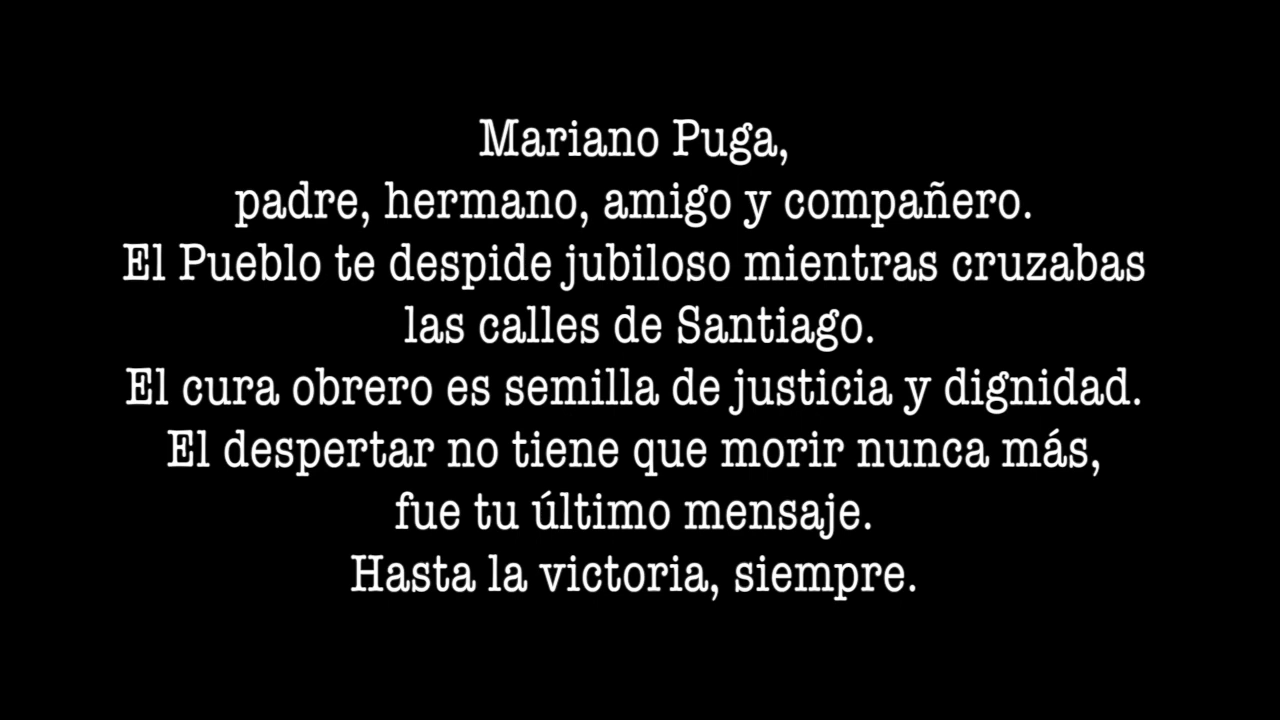 Mariano Puga,
padre, hermano, amigo y compañero.
El Pueblo te despide jubiloso mientras cruzabas
las calles de Santiago.
El cura obrero es semilla de justicia y dignidad.
El despertar no tiene que morir nunca más,
fue tu último mensaje.
Hasta la victoria, siempre.